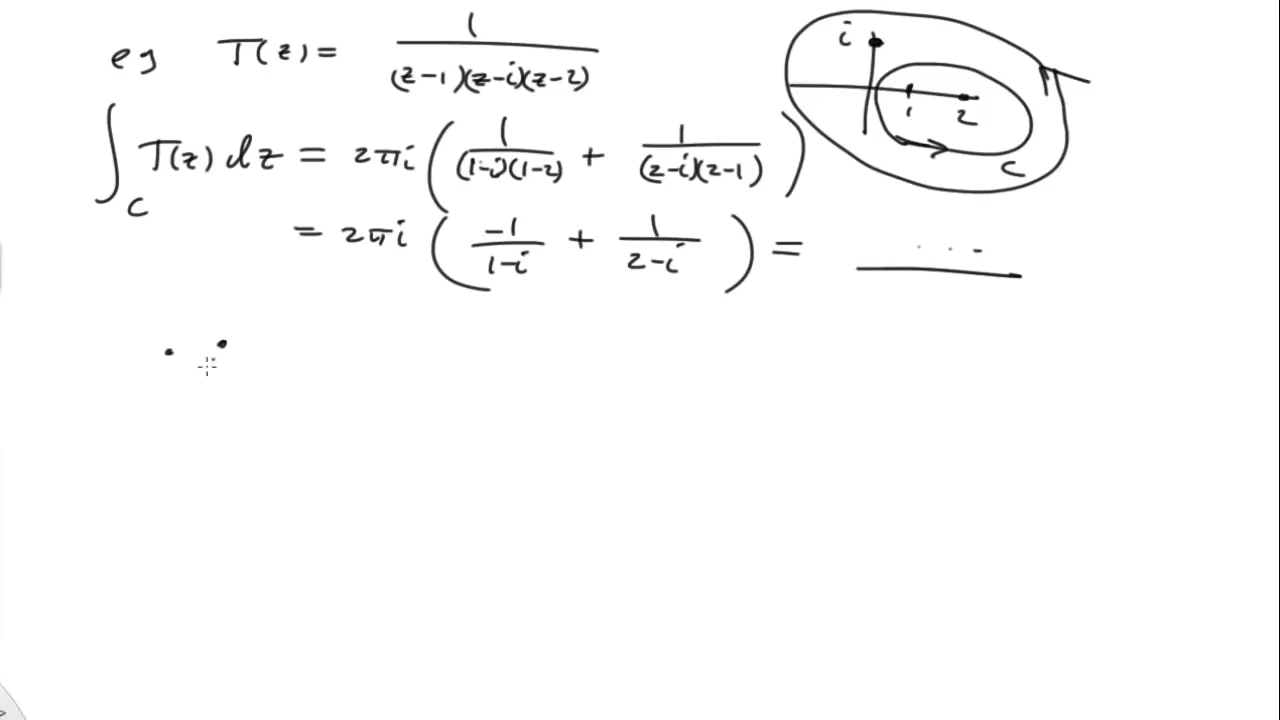 eg T(z) = 1/((z-1)(z-i)(z-2))
i
1
2
C
∫_C T(z) dz = 2πi ( 1/((1-i)(1-2)) + 1/((2-i)(2-1)) )
= 2πi ( -1/(1-i) + 1/(2-i) ) = ...